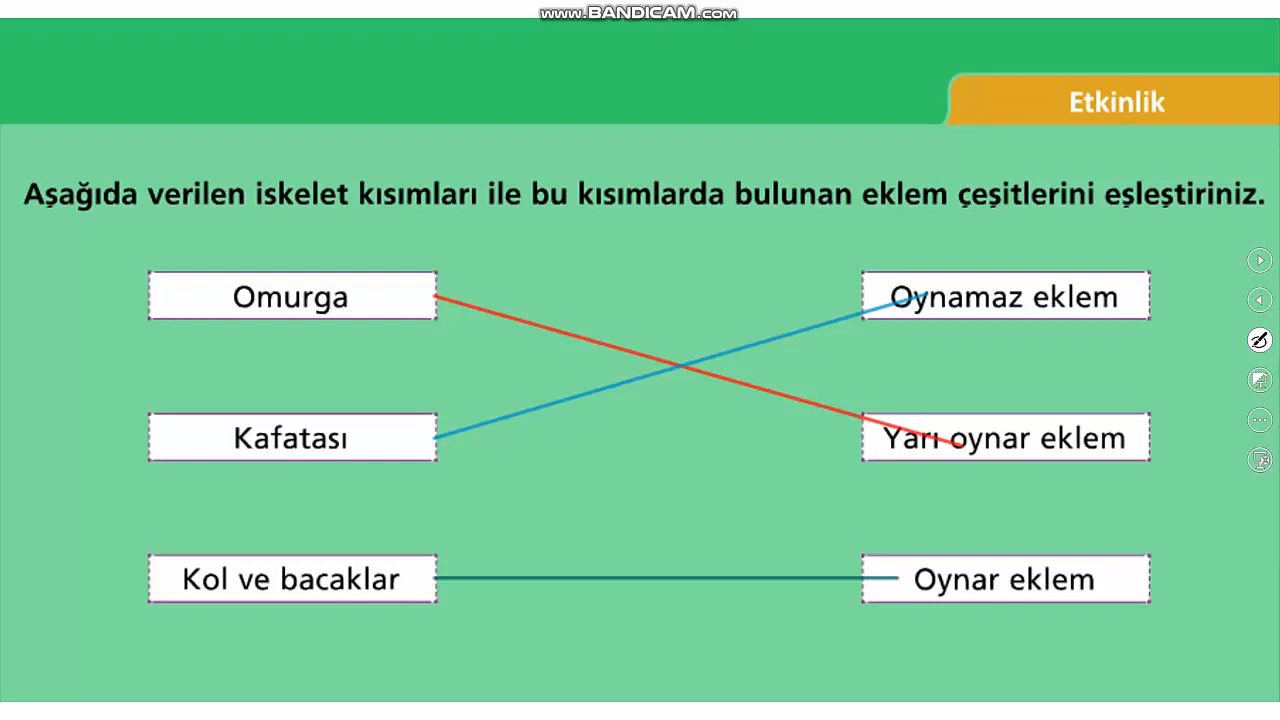 www.BANDICAM.com
Etkinlik
Aşağıda verilen iskelet kısımları ile bu kısımlarda bulunan eklem çeşitlerini eşleştiriniz.
Omurga
Oynamaz eklem
Kafatası
Yarı oynar eklem
Kol ve bacaklar
Oynar eklem